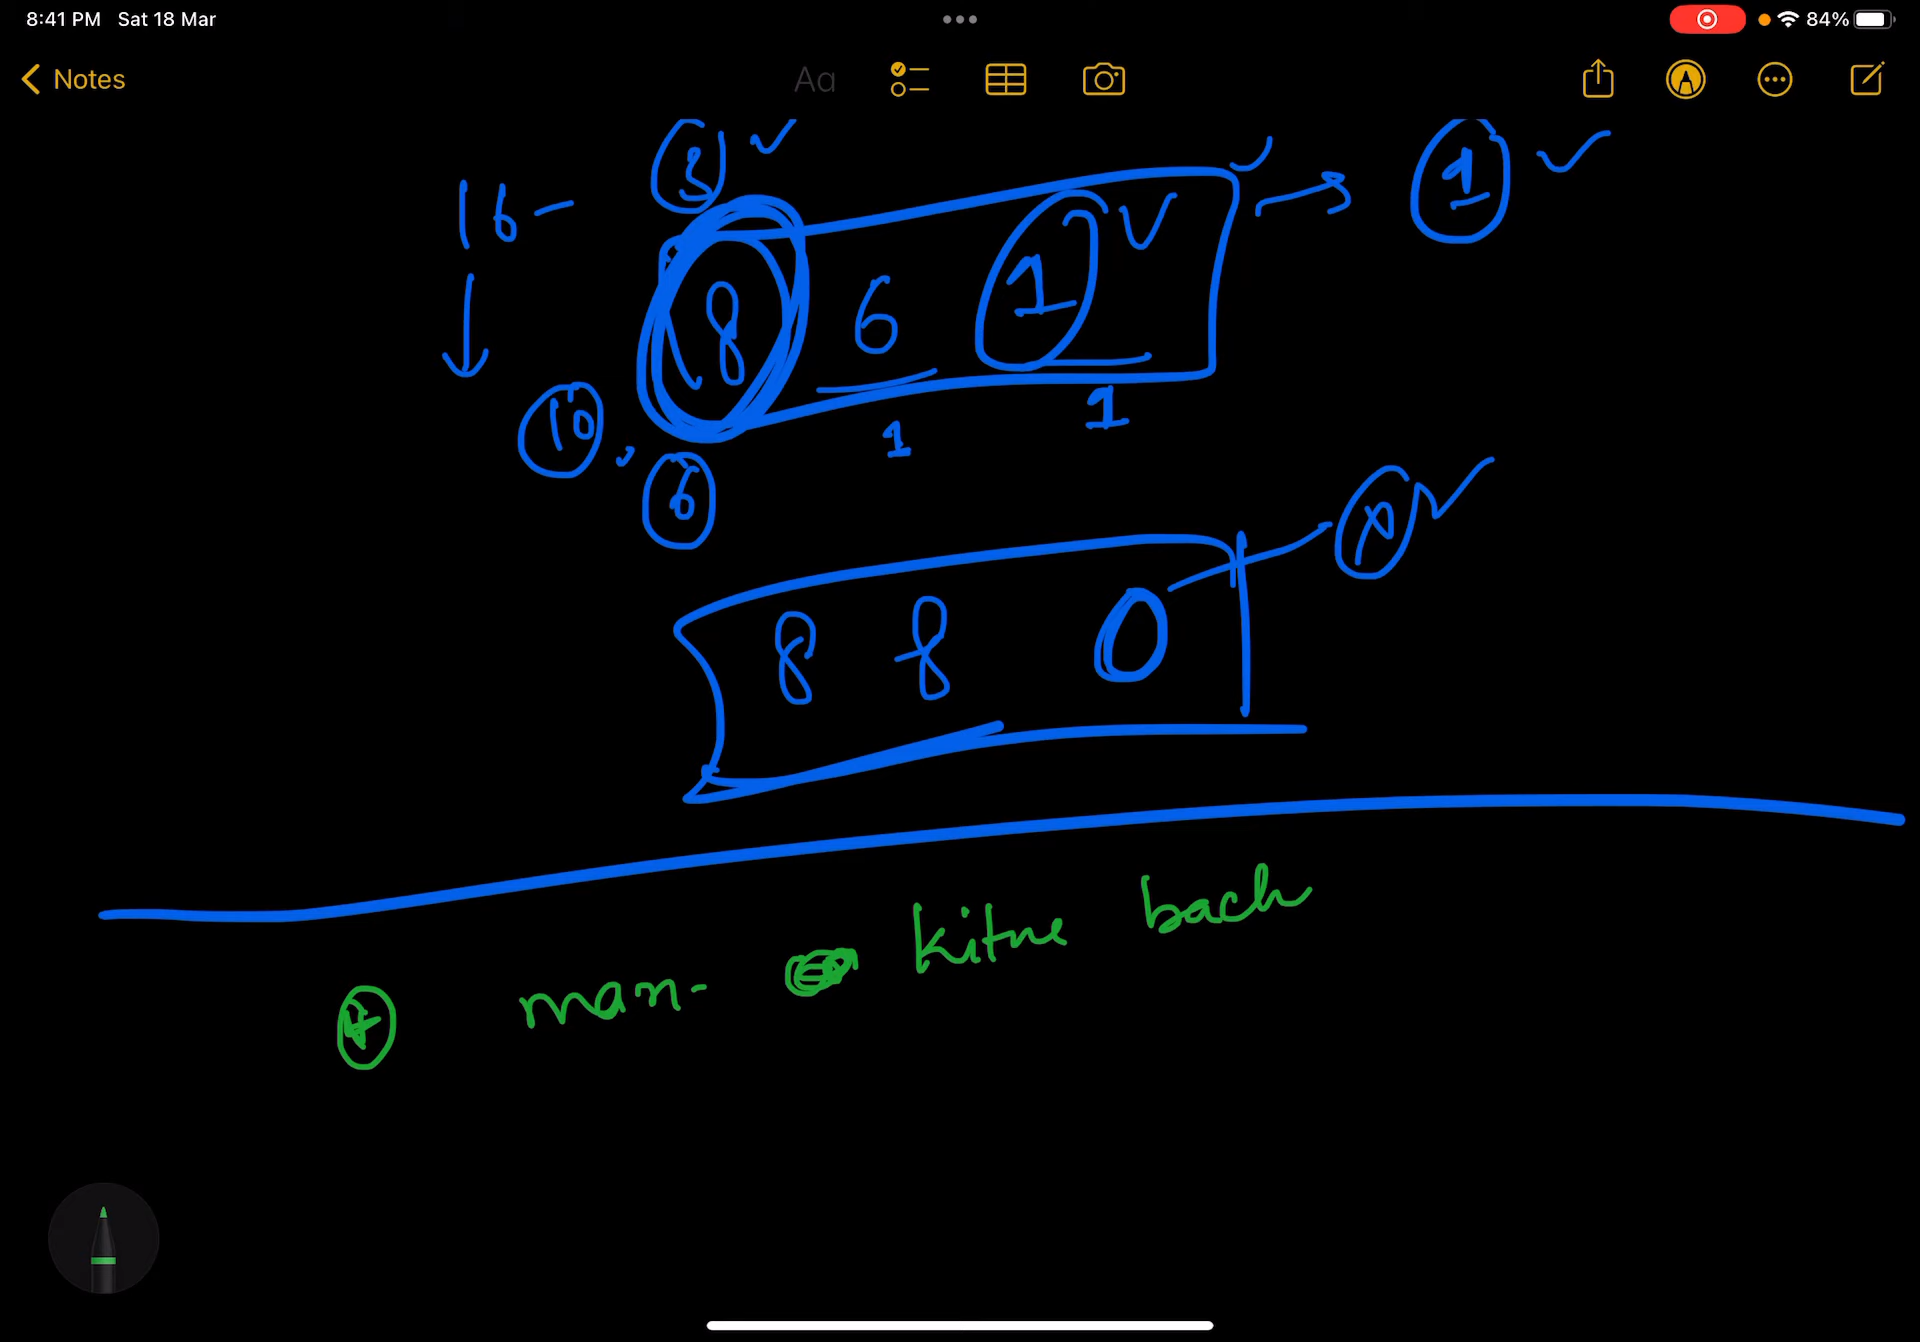 8:41 PM Sat 18 Mar
84%
Notes
Aa
3
1
16-
8 6 1
1 1
10,
6
8 8 0
kitne bach
max-